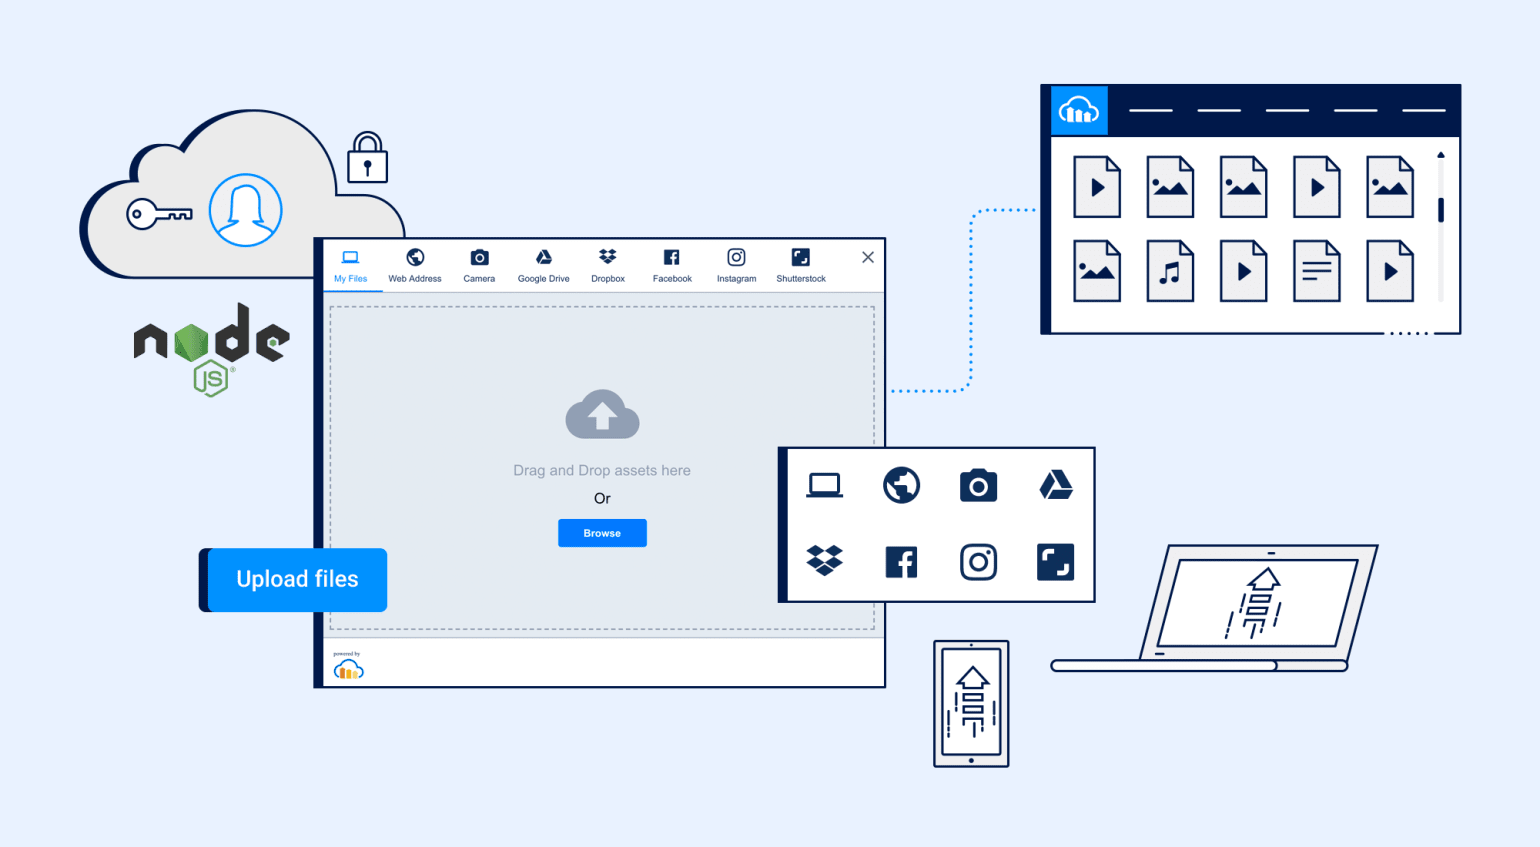 My Files Web Address Camera Google Drive Dropbox Facebook Instagram Shutterstock
node
JS®
Drag and Drop assets here
Or
Browse
Upload files
powered by